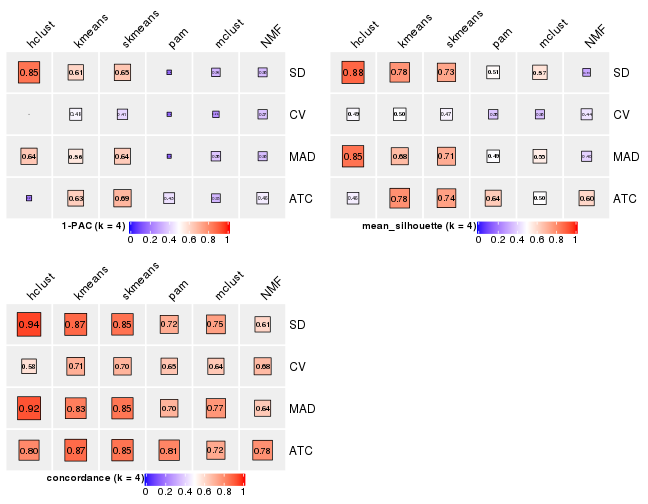 hclust kmeans skmeans pam mclust NMF
0.85 0.61 0.65 SD
0.48 0.41 CV
0.64 0.56 0.64 MAD
0.63 0.69 0.43 ATC
1-PAC (k = 4)
0 0.2 0.4 0.6 0.8 1
hclust kmeans skmeans pam mclust NMF
0.88 0.78 0.73 0.51 0.57 SD
0.49 0.50 0.47 0.44 CV
0.85 0.68 0.71 0.49 0.55 MAD
0.46 0.78 0.74 0.64 0.50 0.60 ATC
mean_silhouette (k = 4)
0 0.2 0.4 0.6 0.8 1
hclust kmeans skmeans pam mclust NMF
0.94 0.87 0.85 0.72 0.75 0.61 SD
0.58 0.71 0.70 0.65 0.64 0.68 CV
0.92 0.83 0.85 0.70 0.77 0.64 MAD
0.80 0.87 0.85 0.81 0.72 0.78 ATC
concordance (k = 4)
0 0.2 0.4 0.6 0.8 1